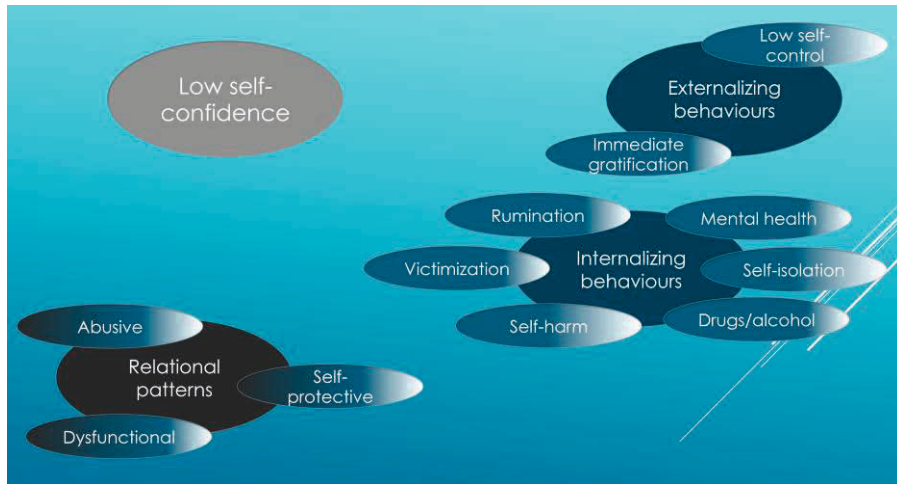 Low self-
confidence
Low self-
control
Externalizing
behaviours
Immediate
gratification
Rumination
Mental health
Victimization
Internalizing
behaviours
Self-isolation
Self-harm
Drugs/alcohol
Abusive
Relational
patterns
Self-
protective
Dysfunctional